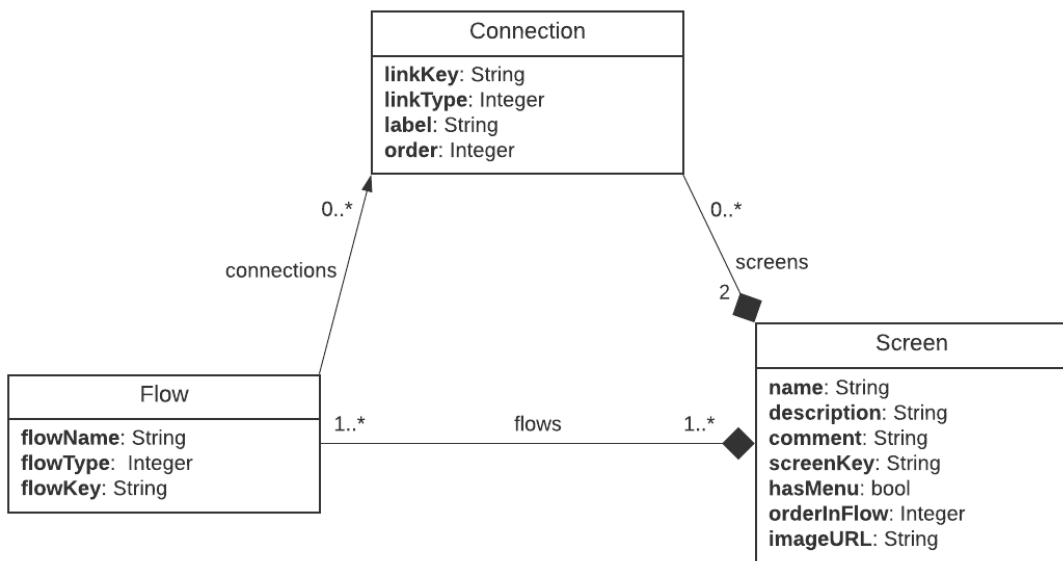 Connection
linkKey: String
linkType: Integer
label: String
order: Integer
0..*
0..*
connections
screens
2
Screen
name: String
description: String
comment: String
screenKey: String
hasMenu: bool
orderInFlow: Integer
imageURL: String
Flow
flowName: String
flowType:  Integer
flowKey: String
1..*
flows
1..*